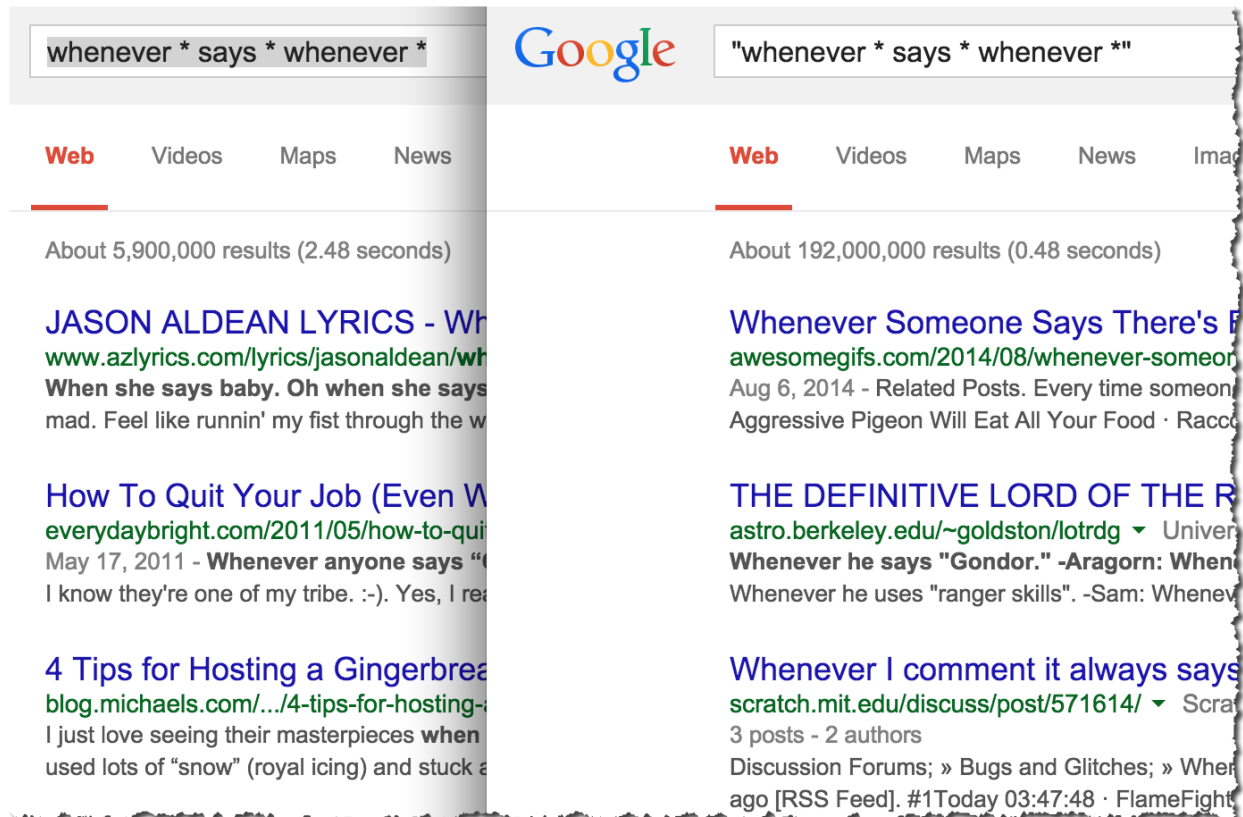 whenever * says * whenever *
Web Videos Maps News
About 5,900,000 results (2.48 seconds)
JASON ALDEAN LYRICS - Wh
www.azlyrics.com/lyrics/jasonaldean/wh
When she says baby. Oh when she says
mad. Feel like runnin' my fist through the w
How To Quit Your Job (Even W
everydaybright.com/2011/05/how-to-qui
May 17, 2011 - Whenever anyone says “
I know they're one of my tribe. :-). Yes, I rea
4 Tips for Hosting a Gingerbrea
blog.michaels.com/.../4-tips-for-hosting-
I just love seeing their masterpieces when
used lots of “snow” (royal icing) and stuck a
Google "whenever * says * whenever *"
Web Videos Maps News Imag
About 192,000,000 results (0.48 seconds)
Whenever Someone Says There's
awesomegifs.com/2014/08/whenever-someon
Aug 6, 2014 - Related Posts. Every time someon
Aggressive Pigeon Will Eat All Your Food · Racco
THE DEFINITIVE LORD OF THE R
astro.berkeley.edu/~goldston/lotrdg Univers
Whenever he says "Gondor." -Aragorn: When
Whenever he uses "ranger skills". -Sam: Whenev
Whenever I comment it always says
scratch.mit.edu/discuss/post/571614/ Scra
3 posts - 2 authors
Discussion Forums; » Bugs and Glitches; » When
ago [RSS Feed]. #1Today 03:47:48 · FlameFight